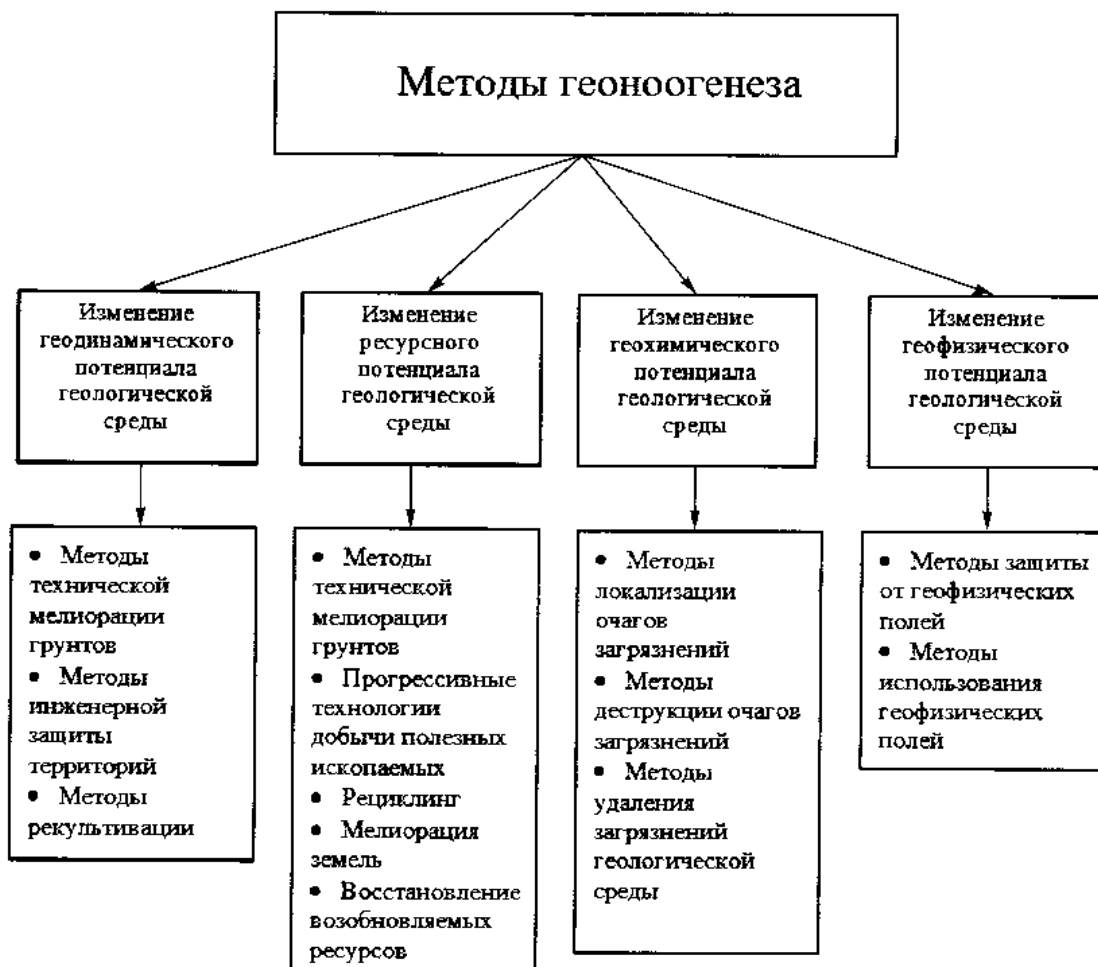 Методы геоноогенеза
Изменение
геодинамического
потенциала
геологической
среды
Изменение
ресурсного
потенциала
геологической
среды
Изменение
геохимического
потенциала
геологической
среды
Изменение
геофизического
потенциала
геологической
среды
• Методы
технической
мелиорации
грунтов
• Методы
инженерной
защиты
территорий
• Методы
рекультивации
• Методы
технической
мелиорации
грунтов
• Прогрессивные
технологии
добычи полезных
ископаемых
• Рециклинг
• Мелиорация
земель
• Восстановление
возобновляемых
ресурсов
• Методы
локализации
очагов
загрязнений
• Методы
деструкции очагов
загрязнений
• Методы
удаления
загрязнений
геологической
среды
• Методы защиты
от геофизических
полей
• Методы
использования
геофизических
полей